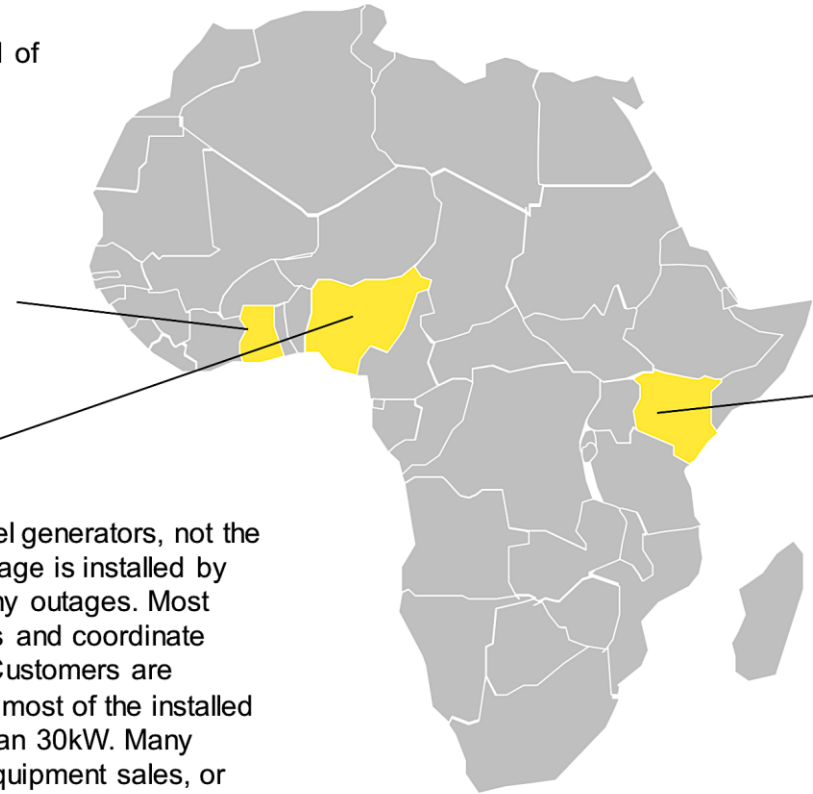 of
el generators, not the
age is installed by
ny outages. Most
s and coordinate
Customers are
most of the installed
an 30kW. Many
quipment sales, or